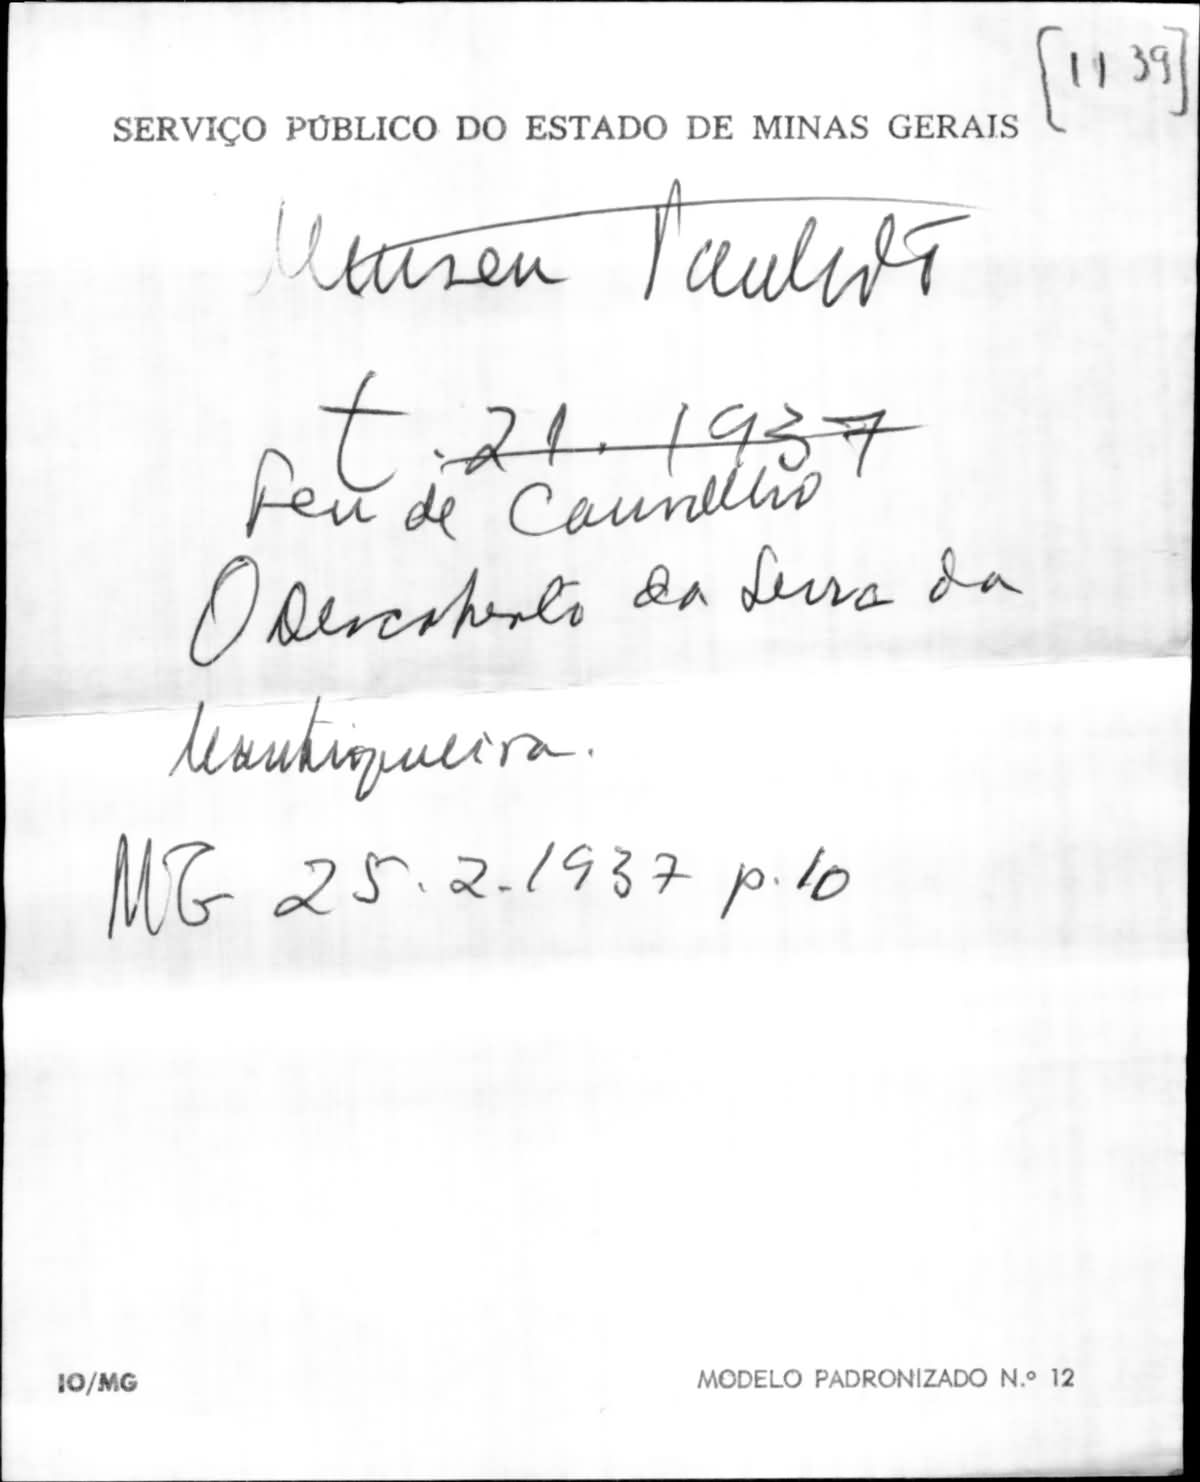 [11 39]
SERVIÇO PÚBLICO DO ESTADO DE MINAS GERAIS
Museu Paulista
t. 21. 1937
Feu de Carvalho
O Descoberto da Serra da
Mantiqueira.
MG 25.2.1937 p.10
IO/MG
MODELO PADRONIZADO N.º 12